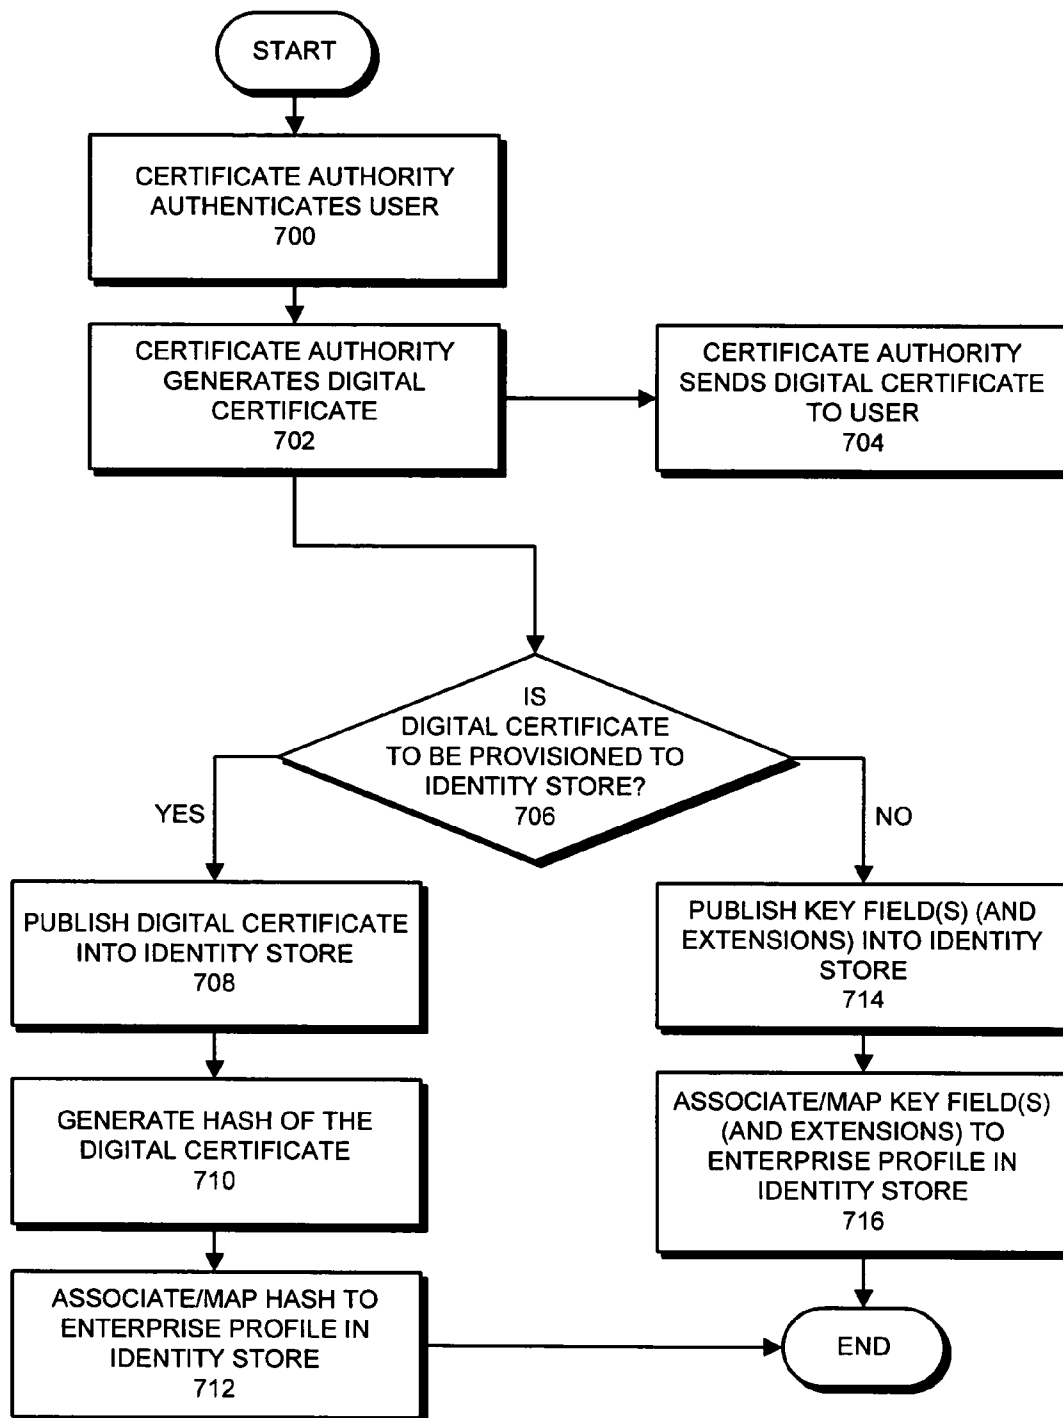 START
CERTIFICATE AUTHORITY
AUTHENTICATES USER
700
CERTIFICATE AUTHORITY
GENERATES DIGITAL
CERTIFICATE
702
CERTIFICATE AUTHORITY
SENDS DIGITAL CERTIFICATE
TO USER
704
IS
DIGITAL CERTIFICATE
TO BE PROVISIONED TO
IDENTITY STORE?
706
YES
NO
PUBLISH DIGITAL CERTIFICATE
INTO IDENTITY STORE
708
PUBLISH KEY FIELD(S) (AND
EXTENSIONS) INTO IDENTITY
STORE
714
GENERATE HASH OF THE
DIGITAL CERTIFICATE
710
ASSOCIATE/MAP KEY FIELD(S)
(AND EXTENSIONS) TO
ENTERPRISE PROFILE IN
IDENTITY STORE
716
ASSOCIATE/MAP HASH TO
ENTERPRISE PROFILE IN
IDENTITY STORE
712
END